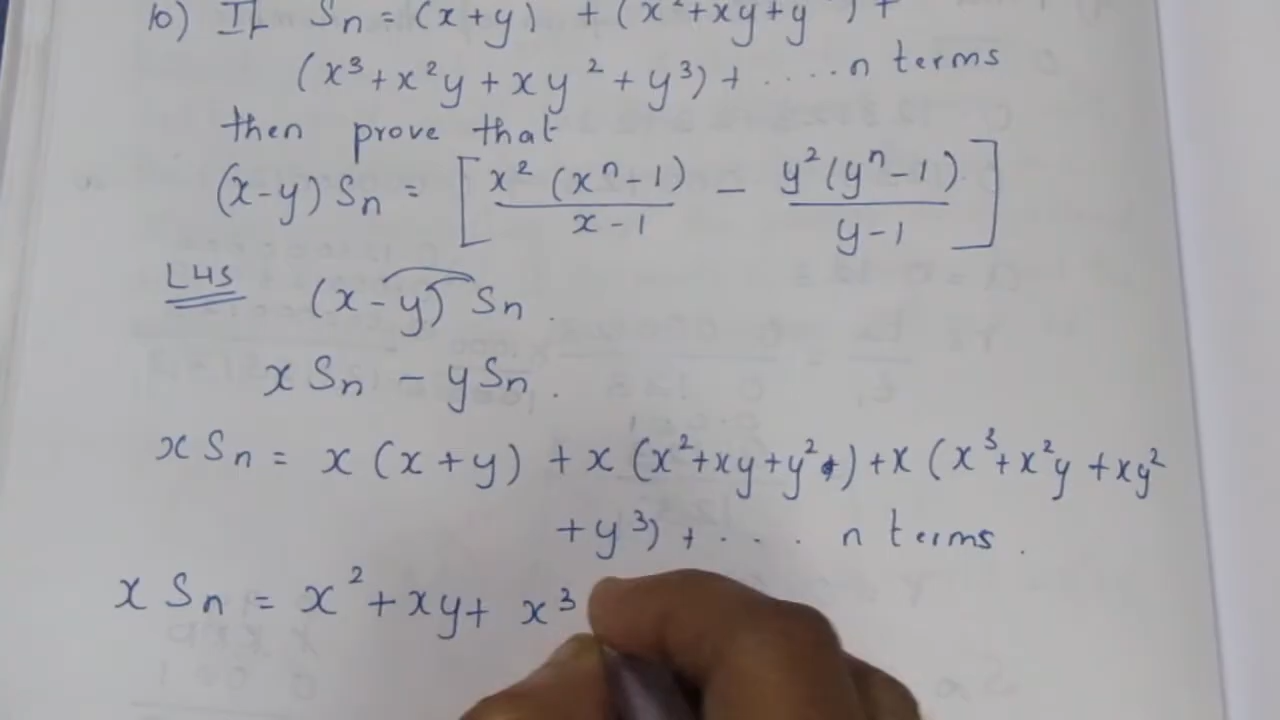 10) If Sn = (x+y) + (x²+xy+y²) +
(x³ + x²y + xy² + y³) + ....n terms
then prove that
(x-y) Sn = [x² (xⁿ-1) / x-1 - y² (yⁿ-1) / y-1]
LHS (x-y) Sn.
x Sn - y Sn.
x Sn = x (x+y) + x (x²+xy+y²+) + x (x³+x²y +xy²
+y³) + .... n terms.
x Sn = x² + xy + x³